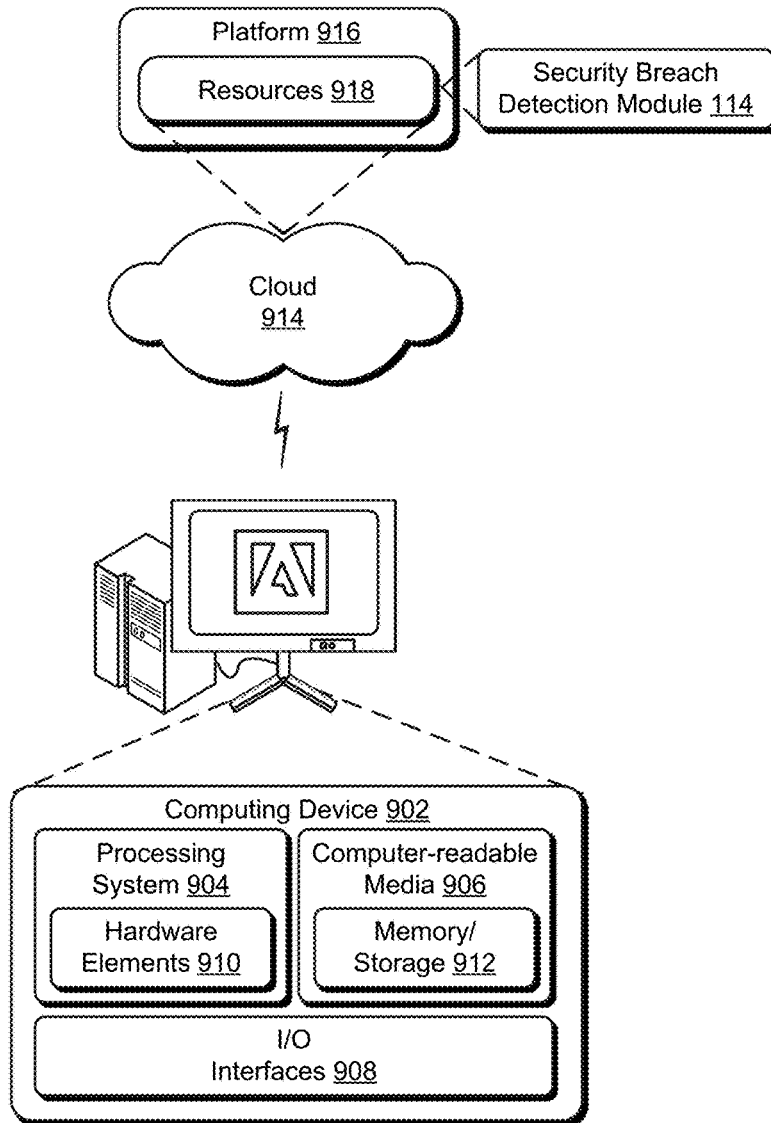 Platform 916
Resources 918
Security Breach
Detection Module 114
Cloud
914
Computing Device 902
Processing
System 904
Hardware
Elements 910
Computer-readable
Media 906
Memory/
Storage 912
I/O
Interfaces 908